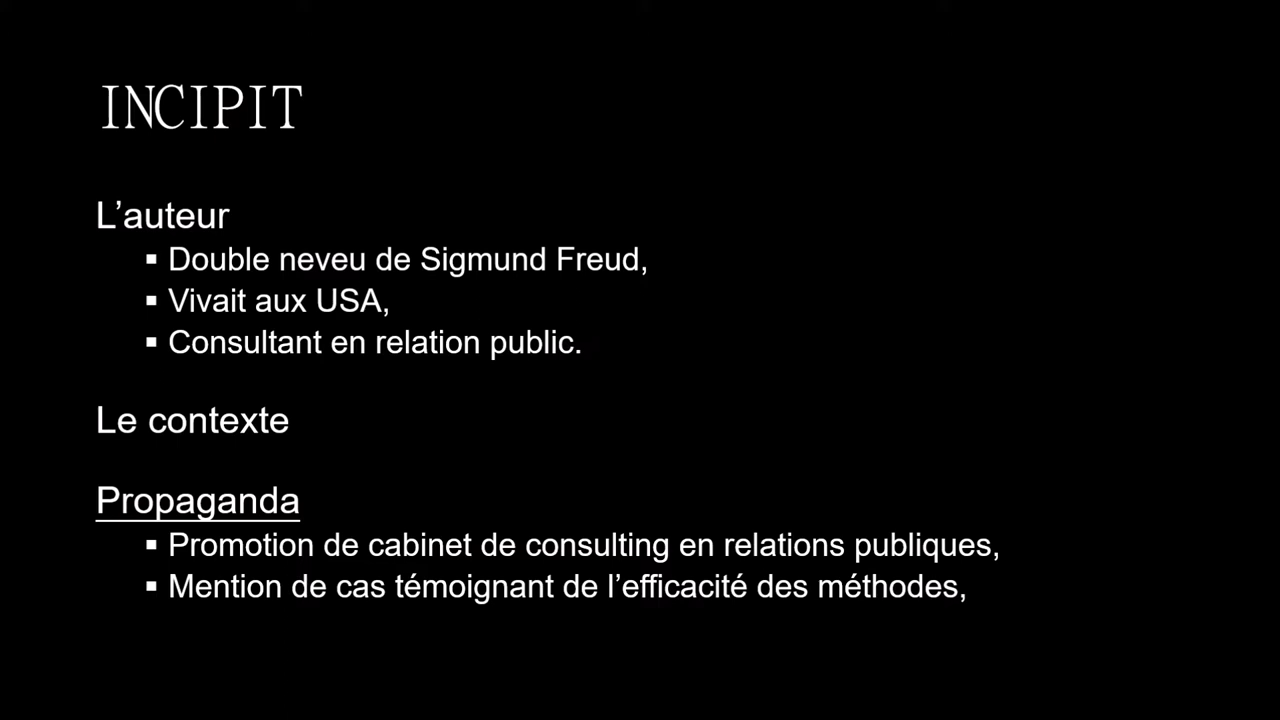 INCIPIT
L’auteur
▪ Double neveu de Sigmund Freud,
▪ Vivait aux USA,
▪ Consultant en relation public.
Le contexte
Propaganda
▪ Promotion de cabinet de consulting en relations publiques,
▪ Mention de cas témoignant de l’efficacité des méthodes,